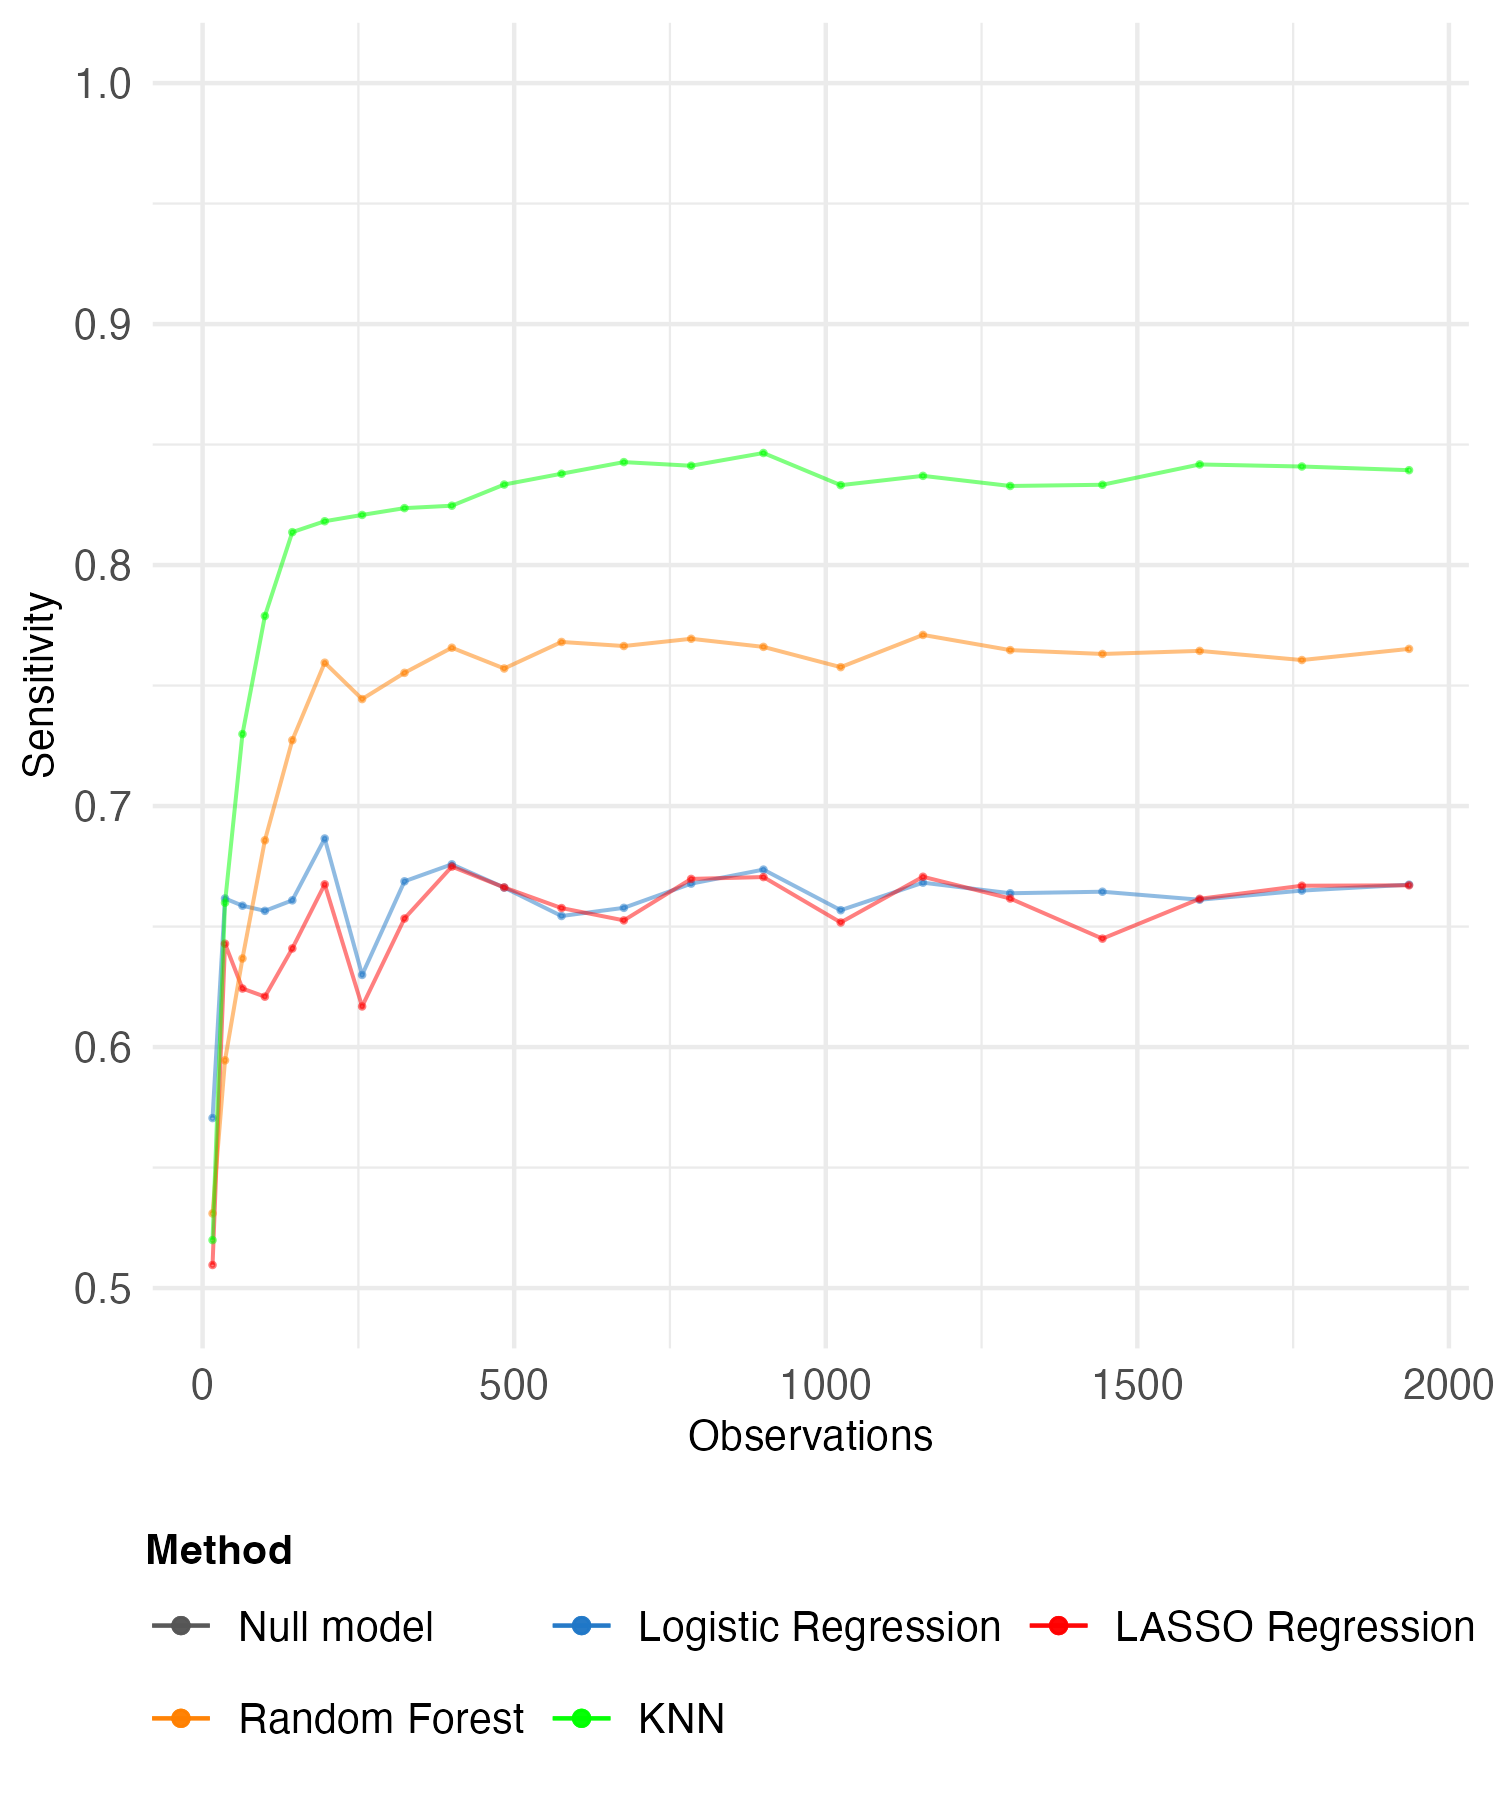 1.0
0.9
0.8
0.7
0.6
0.5
Sensitivity
0 500 1000 1500 2000
Observations
Method
Null model Logistic Regression LASSO Regression
Random Forest KNN